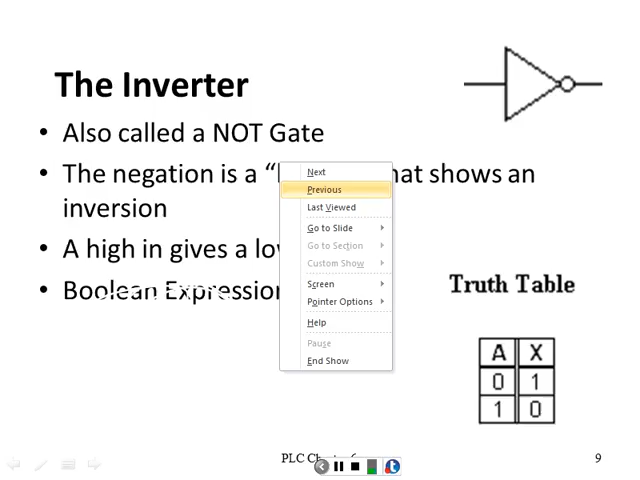 The Inverter
Also called a NOT Gate
The negation is a “ hat shows an
inversion
A high in gives a lo
Boolean Expression
Next
Previous
Last Viewed
Go to Slide
Go to Section
Custom Show
Screen
Pointer Options
Help
Pause
End Show
Truth Table
A X
0 1
1 0
PLC
9